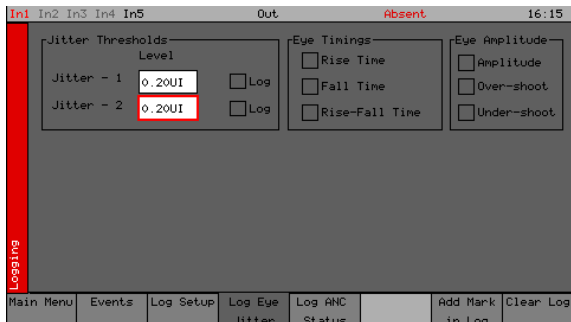 In1 In2 In3 In4 In5 Out Absent 16:15
Jitter Thresholds
Level
Jitter - 1 0.20UI Log
Jitter - 2 0.20UI Log
Eye Timings
Rise Time
Fall Time
Rise-Fall Time
Eye Amplitude
Amplitude
Over-shoot
Under-shoot
Logging
Main Menu Events Log Setup Log Eye Log ANC Add Mark Clear Log
Jitter Status in Log